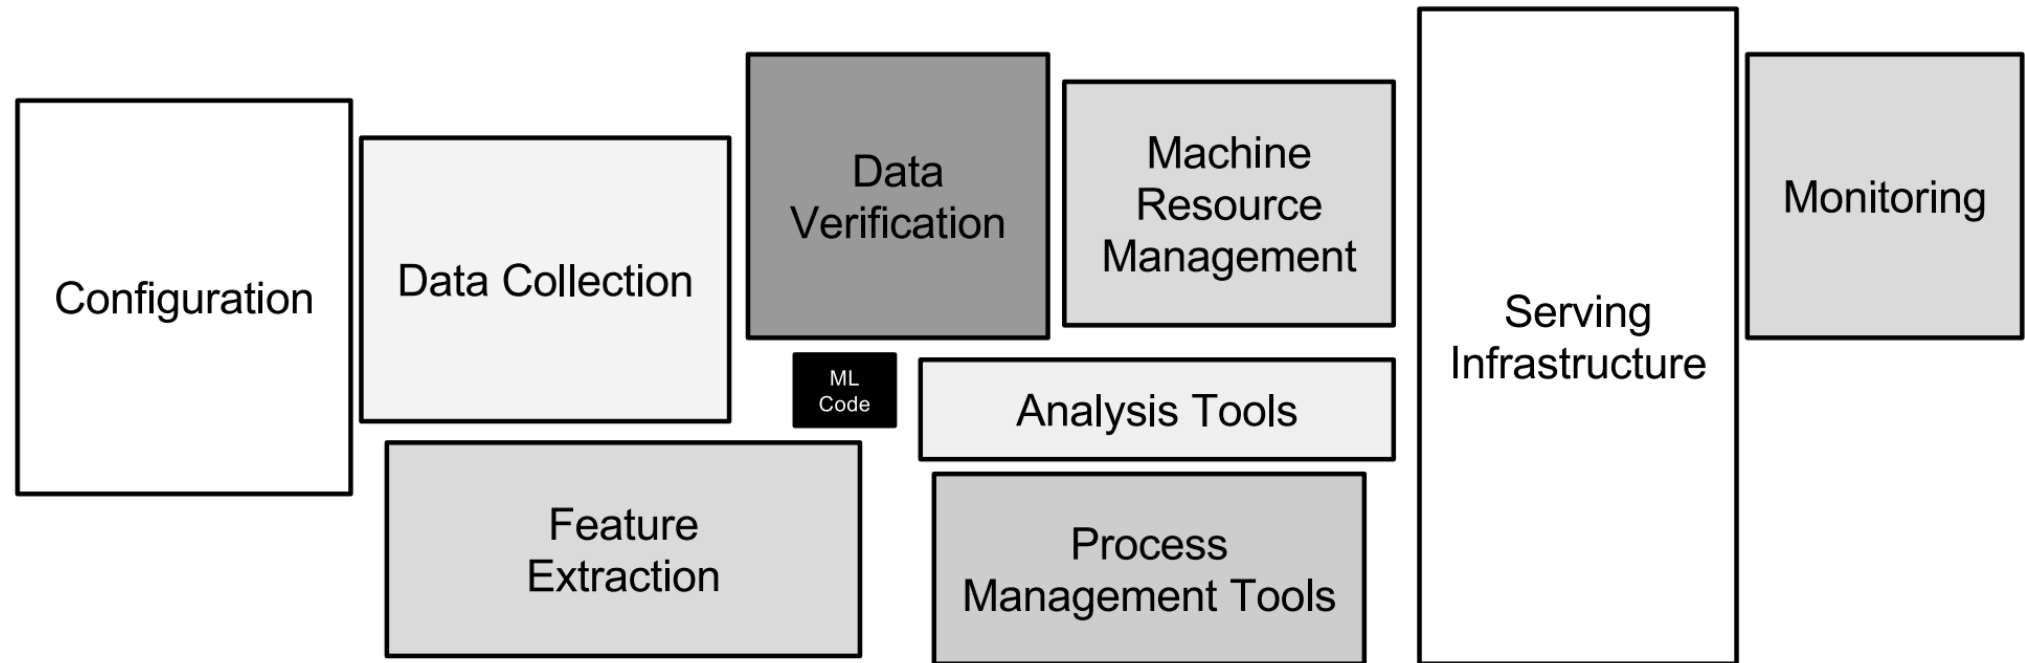 Configuration
Data Collection
Data
Verification
Machine
Resource
Management
Serving
Infrastructure
Monitoring
ML
Code
Analysis Tools
Feature
Extraction
Process
Management Tools